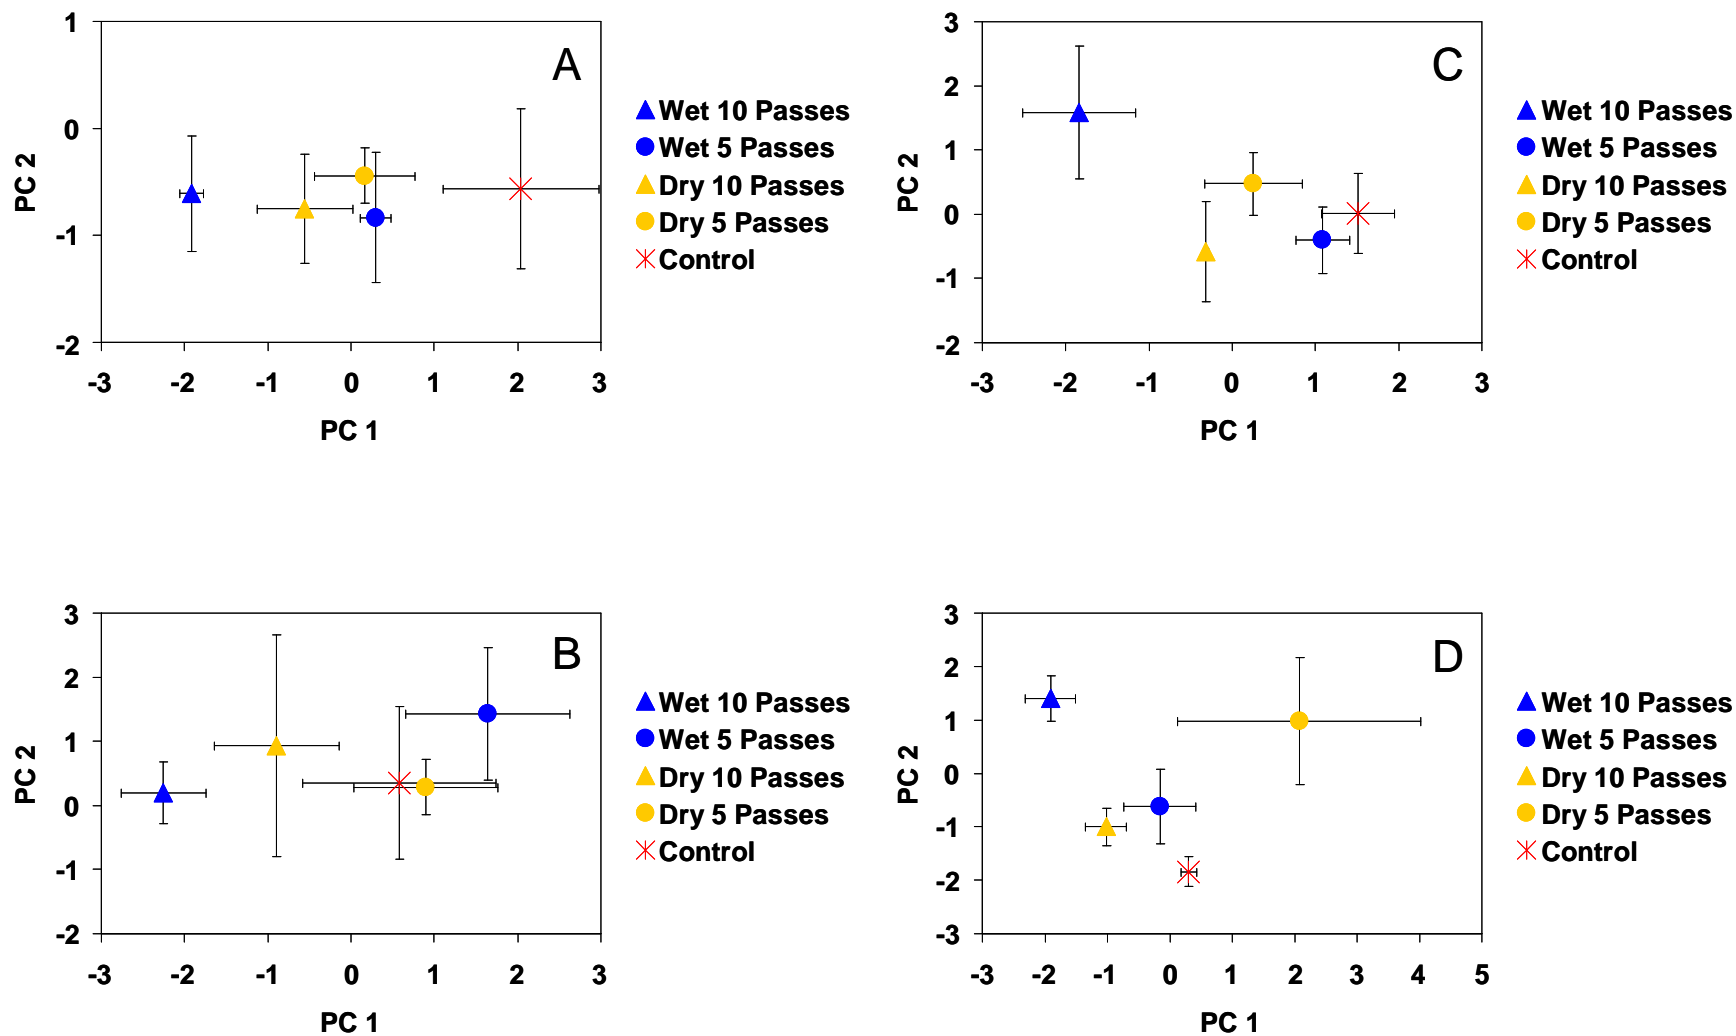 A
1
0
-1
-2
PC 2
-3 -2 -1 0 1 2 3
PC 1
Wet 10 Passes
Wet 5 Passes
Dry 10 Passes
Dry 5 Passes
Control
C
3
2
1
0
-1
-2
PC 2
-3 -2 -1 0 1 2 3
PC 1
Wet 10 Passes
Wet 5 Passes
Dry 10 Passes
Dry 5 Passes
Control
B
3
2
1
0
-1
-2
PC 2
-3 -2 -1 0 1 2 3
PC 1
Wet 10 Passes
Wet 5 Passes
Dry 10 Passes
Dry 5 Passes
Control
D
3
2
1
0
-1
-2
-3
PC 2
-3 -2 -1 0 1 2 3 4 5
PC 1
Wet 10 Passes
Wet 5 Passes
Dry 10 Passes
Dry 5 Passes
Control